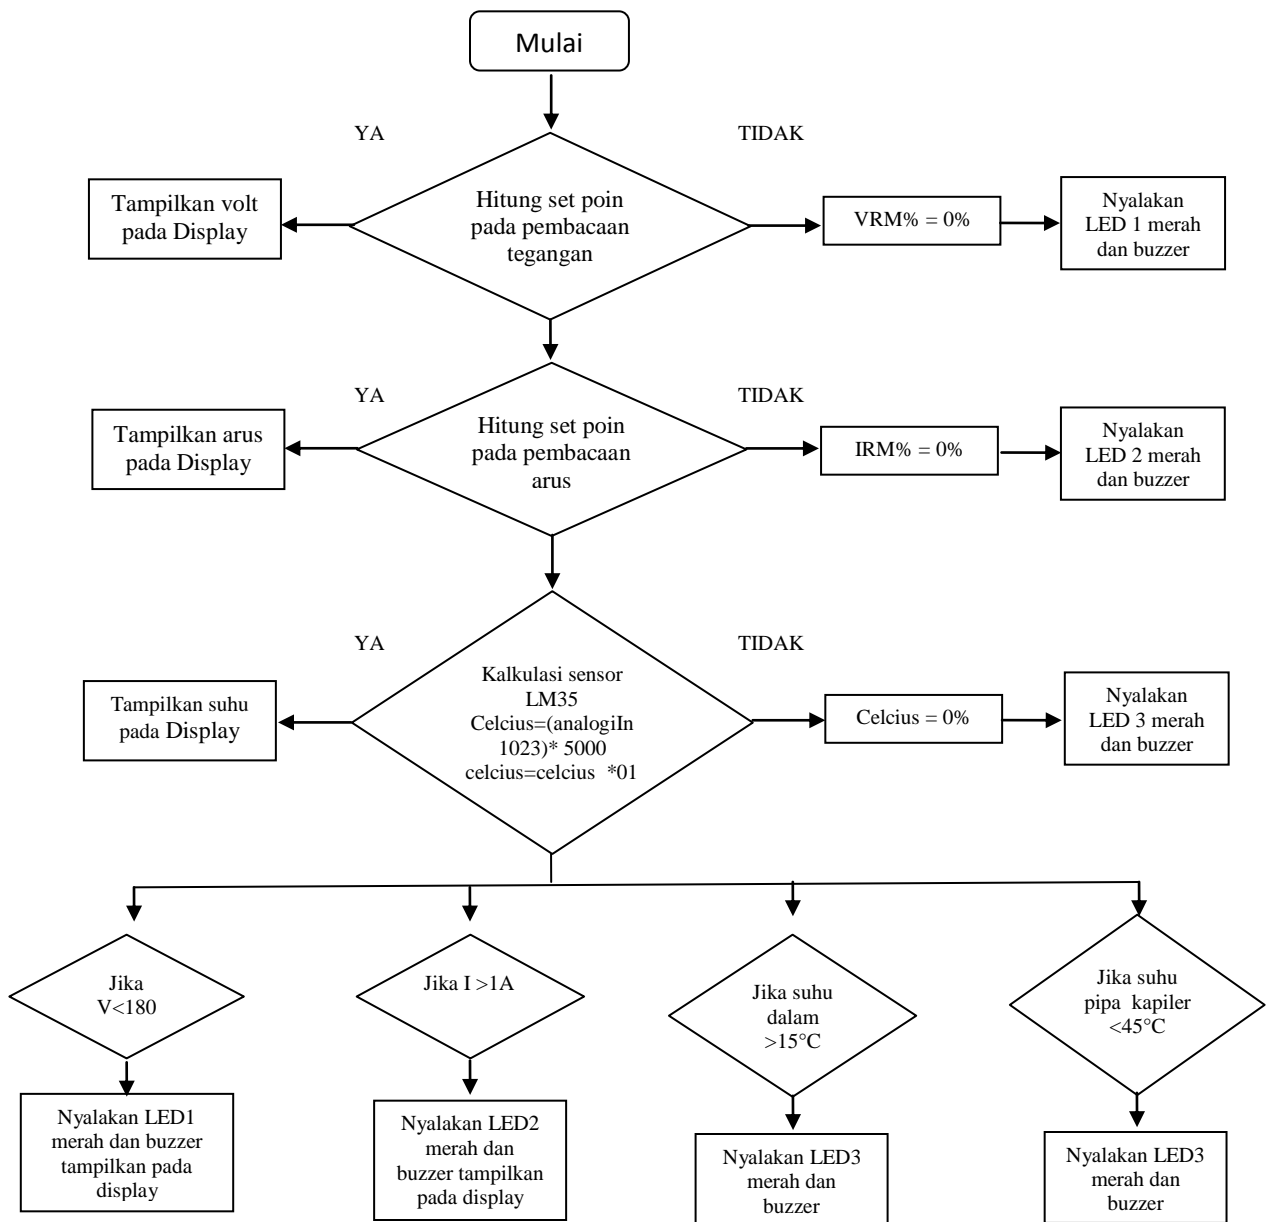 Mulai
YA
TIDAK
Tampilkan volt
pada Display
Hitung set poin
pada pembacaan
tegangan
VRM% = 0%
Nyalakan
LED 1 merah
dan buzzer
YA
TIDAK
Tampilkan arus
pada Display
Hitung set poin
pada pembacaan
arus
IRM% = 0%
Nyalakan
LED 2 merah
dan buzzer
YA
TIDAK
Tampilkan suhu
pada Display
Kalkulasi sensor
LM35
Celcius=(analogiIn
1023)* 5000
celcius=celcius *01
Celcius = 0%
Nyalakan
LED 3 merah
dan buzzer
Jika
V<180
Jika I >1A
Jika suhu
dalam
>15°C
Jika suhu
pipa kapiler
<45°C
Nyalakan LED1
merah dan buzzer
tampilkan pada
display
Nyalakan LED2
merah dan
buzzer tampilkan
pada display
Nyalakan LED3
merah dan
buzzer
Nyalakan LED3
merah dan
buzzer